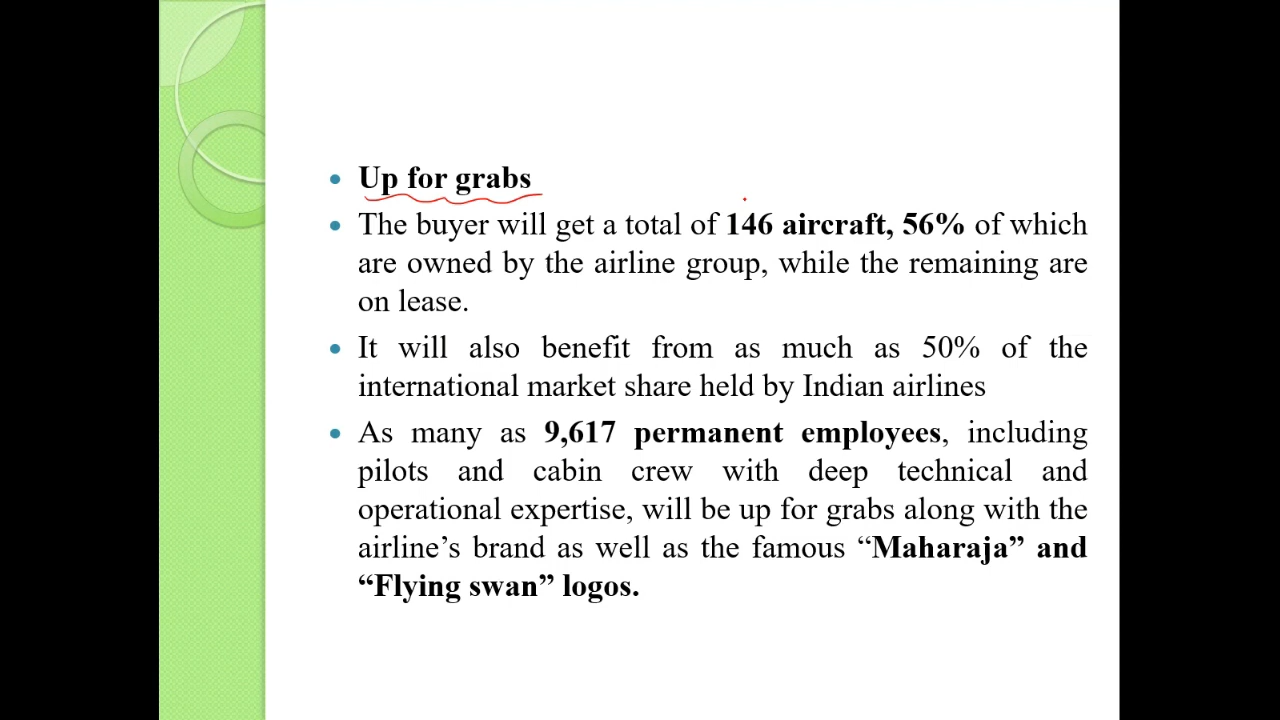 Up for grabs
The buyer will get a total of 146 aircraft, 56% of which
are owned by the airline group, while the remaining are
on lease.
It will also benefit from as much as 50% of the
international market share held by Indian airlines
As many as 9,617 permanent employees, including
pilots and cabin crew with deep technical and
operational expertise, will be up for grabs along with the
airline’s brand as well as the famous “Maharaja” and
“Flying swan” logos.